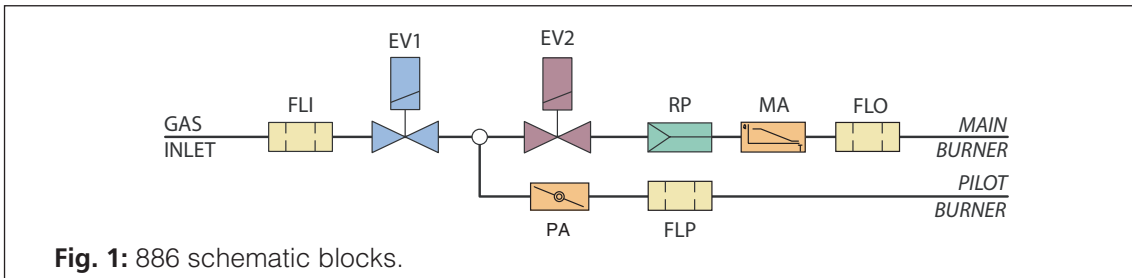 EV1
EV2
FLI
RP
MA
FLO
GAS
INLET
MAIN
BURNER
PILOT
BURNER
PA
FLP
Fig. 1: 886 schematic blocks.